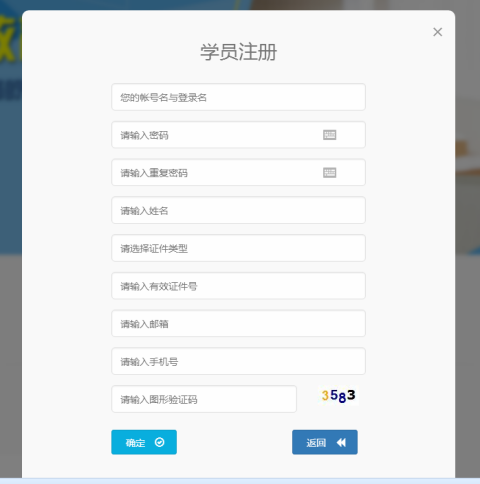 学员注册
您的帐号名与登录名
请输入密码
请输入重复密码
请输入姓名
请选择证件类型
请输入有效证件号
请输入邮箱
请输入手机号
请输入图形验证码
3583
确定
返回